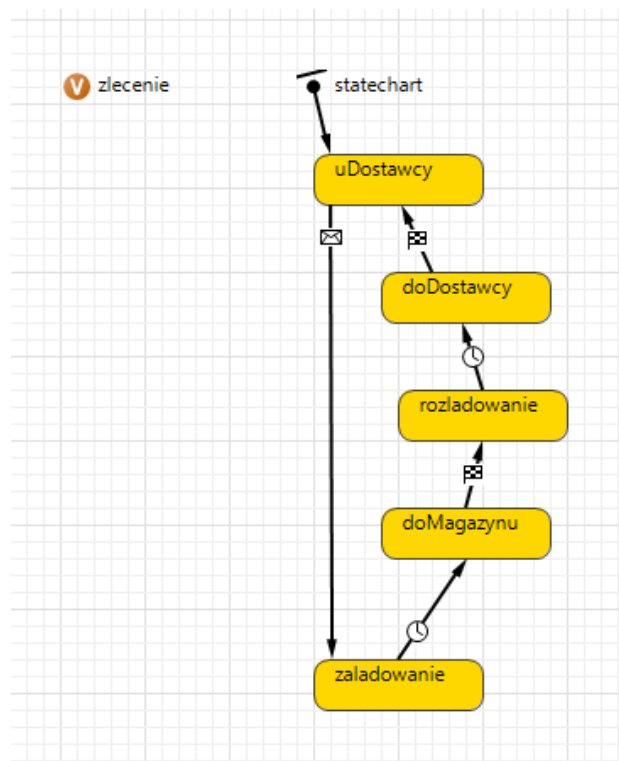 V zlecenie
statechart
uDostawcy
doDostawcy
rozladowanie
doMagazynu
zaladowanie